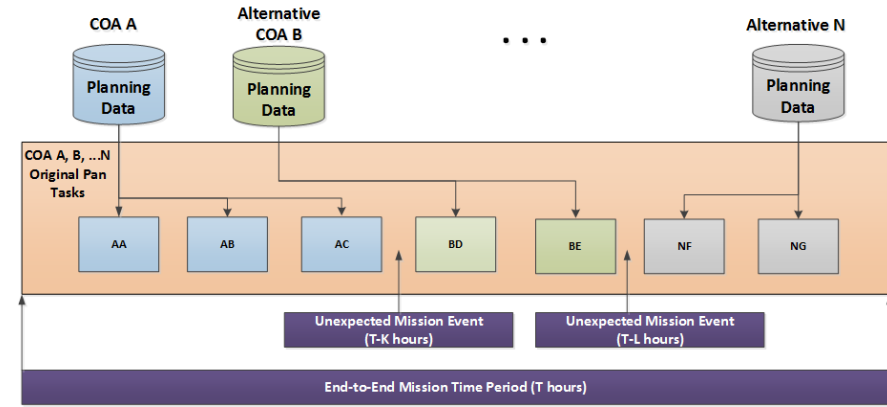 COA A
Alternative
COA B
. . .
Alternative N
Planning
Data
Planning
Data
Planning
Data
COA A, B, ...N
Original Pan
Tasks
AA
AB
AC
BD
BE
NF
NG
Unexpected Mission Event
(T-K hours)
Unexpected Mission Event
(T-L hours)
End-to-End Mission Time Period (T hours)